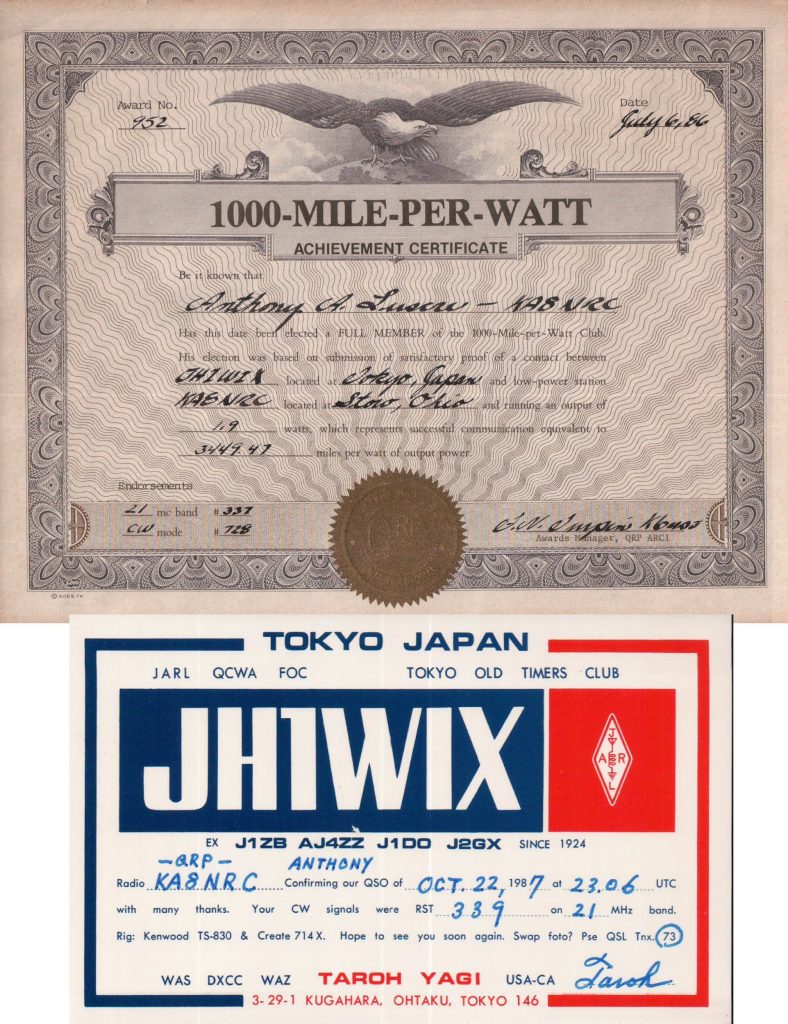 Award No.
952
Date
July 6, 86
1000-MILE-PER-WATT
ACHIEVEMENT CERTIFICATE
Be it known that
Anthony A. Luscre - KA8NRC
Has this date been elected a FULL MEMBER of the 1000-Mile-per-Watt Club.
His election was based on submission of satisfactory proof of a contact between
JH1WIX located at Tokyo, Japan and low-power station
KA8NRC located at Stow, Ohio and running an output of
1.9 watts, which represents successful communication equivalent to
3449.47 miles per watt of output power.
Endorsements
21 mc band #337
CW mode #728
Awards Manager, QRP ARCI
© GOES 74
TOKYO JAPAN
JARL QCWA FOC TOKYO OLD TIMERS CLUB
JH1WIX
J A R L
EX J1ZB AJ4ZZ J1DO J2GX SINCE 1924
-QRP- ANTHONY
Radio KA8NRC Confirming our QSO of OCT. 22, 1987 at 23.06 UTC
with many thanks. Your CW signals were RST 339 on 21 MHz band.
Rig: Kenwood TS-830 & Create 714X. Hope to see you soon again. Swap foto? Pse QSL Tnx. 73
WAS DXCC WAZ TAROH YAGI USA-CA Taroh
3-29-1 KUGAHARA, OHTAKU, TOKYO 146